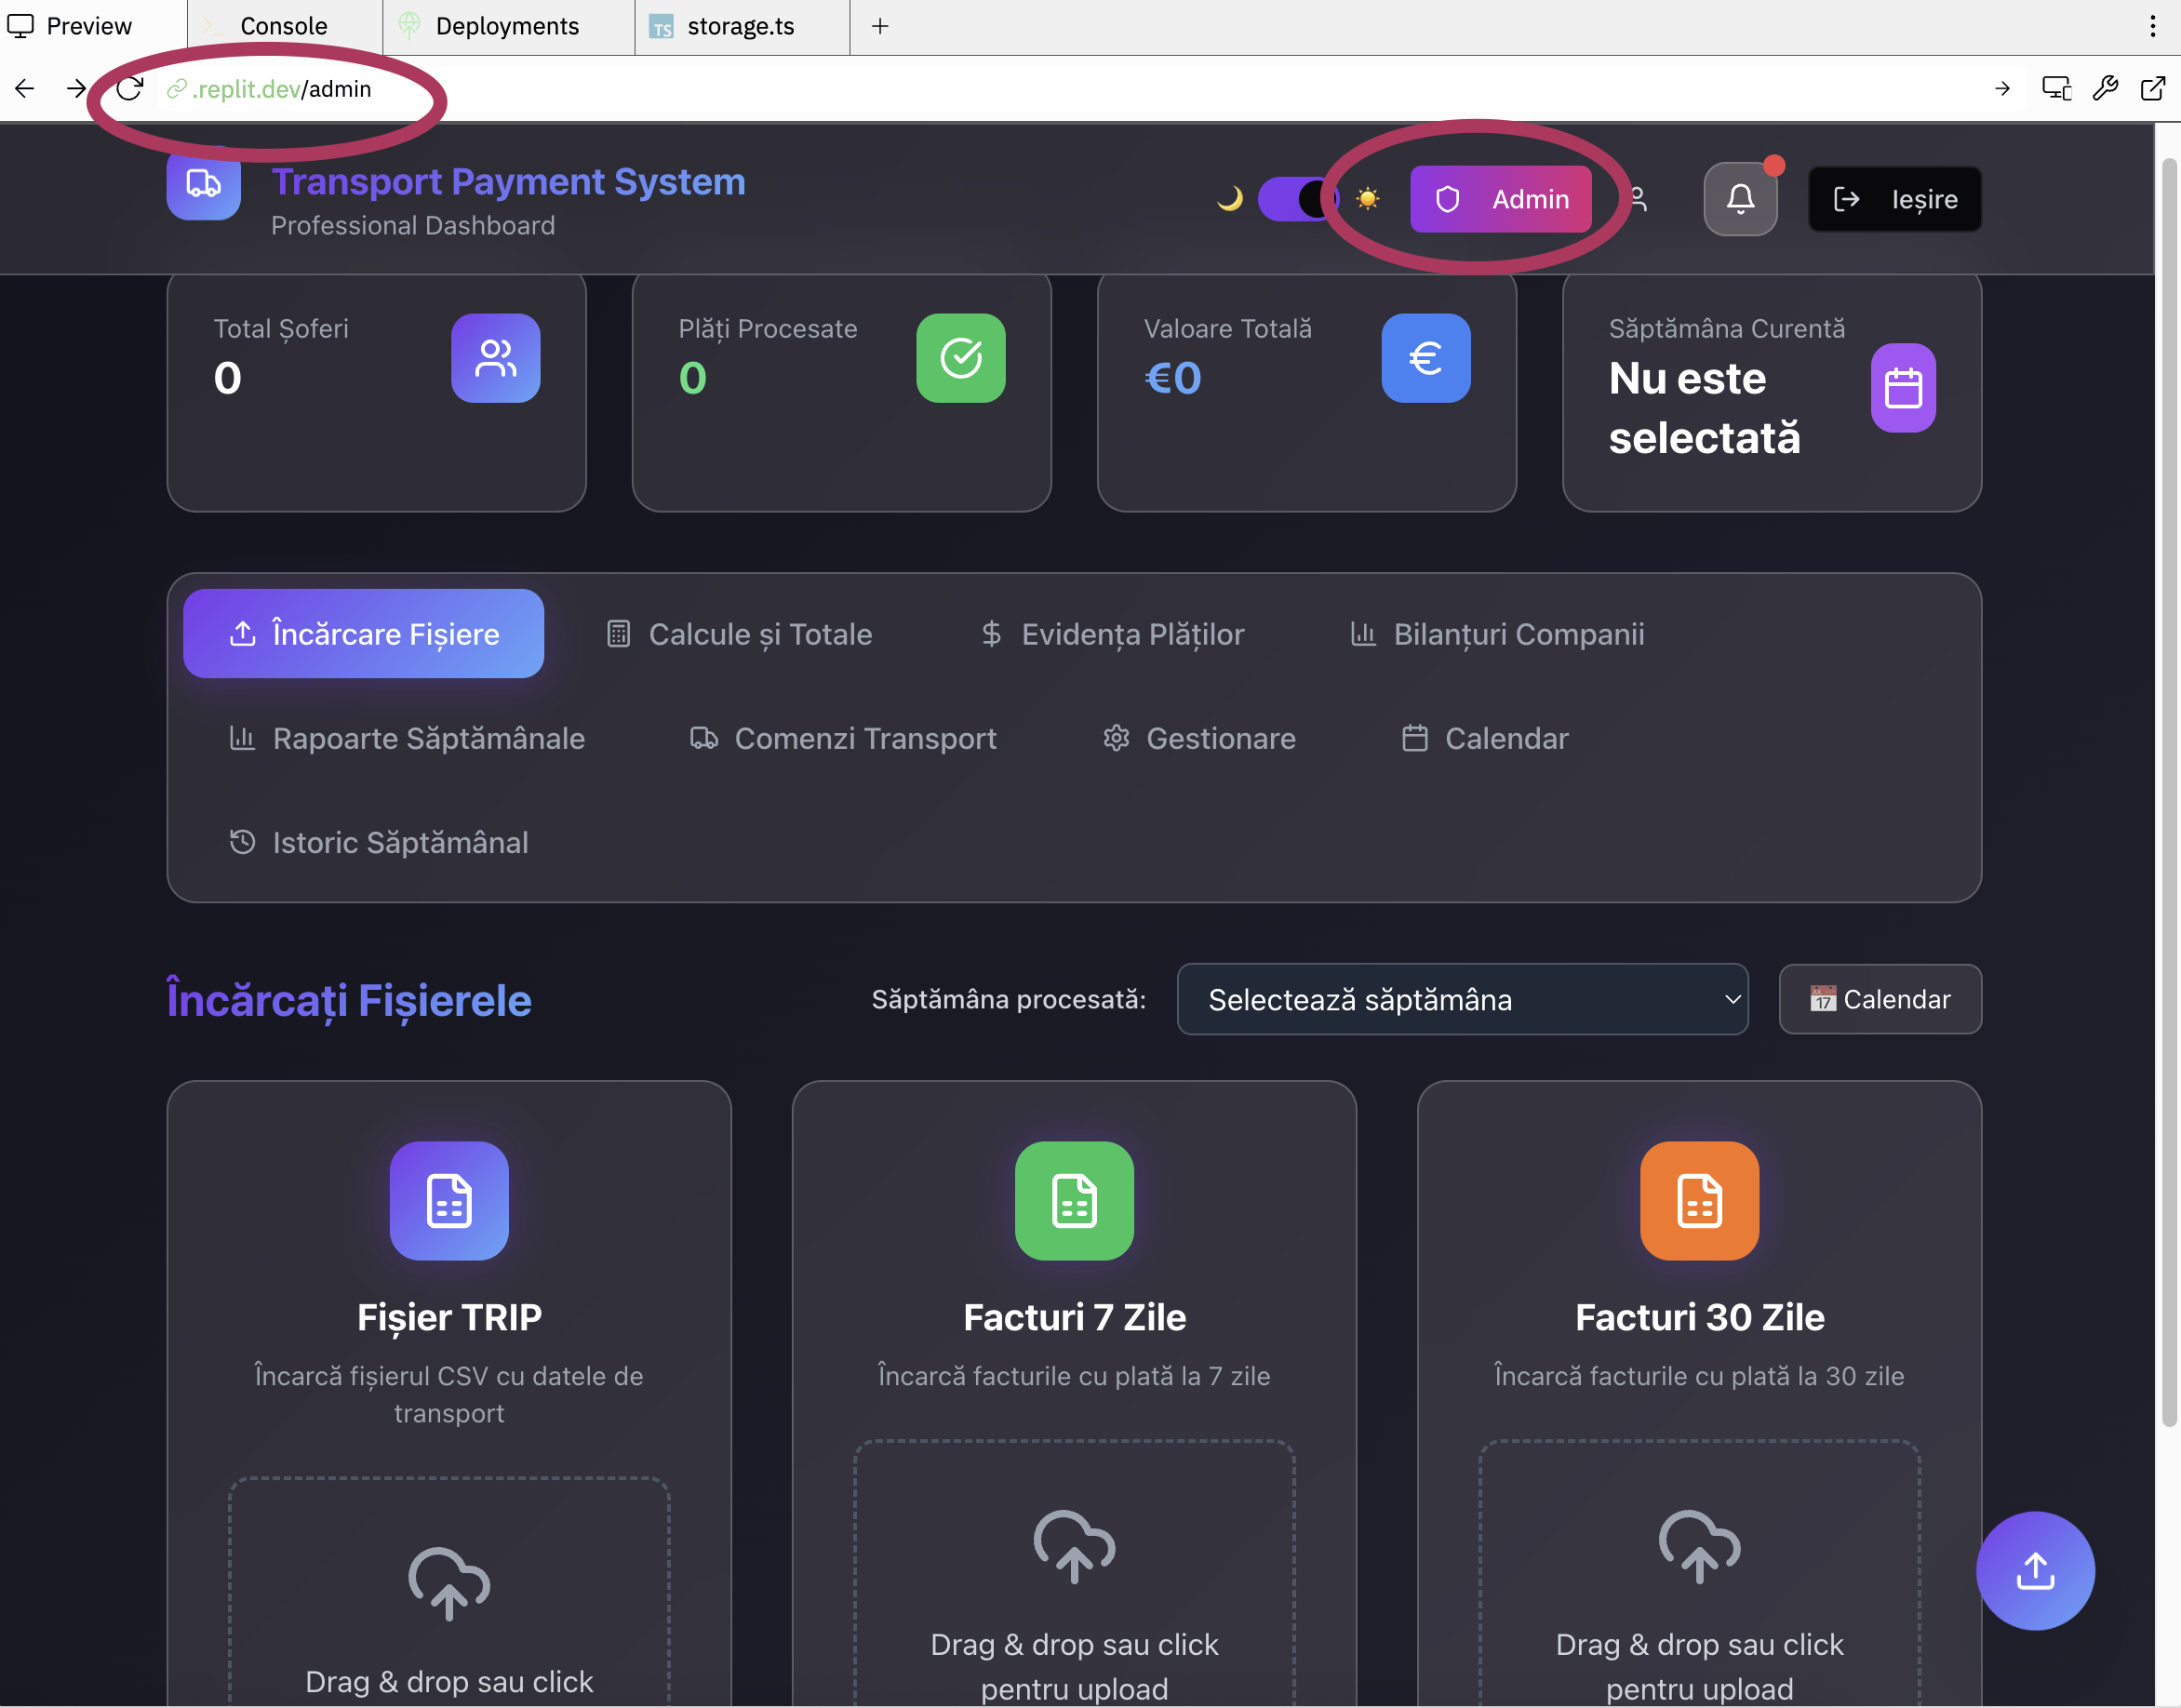 Preview
Console
Deployments
TS storage.ts
.replit.dev/admin
Transport Payment System
Professional Dashboard
Admin
Ieșire
Total Șoferi
0
Plăți Procesate
0
Valoare Totală
€0
Săptămâna Curentă
Nu este
selectată
Încărcare Fișiere
Calcule și Totale
Evidența Plăților
Bilanțuri Companii
Rapoarte Săptămânale
Comenzi Transport
Gestionare
Calendar
Istoric Săptămânal
Încărcați Fișierele
Săptămâna procesată:
Selectează săptămâna
17 Calendar
Fișier TRIP
Încarcă fișierul CSV cu datele de
transport
Drag & drop sau click
Facturi 7 Zile
Încarcă facturile cu plată la 7 zile
Drag & drop sau click
pentru upload
Facturi 30 Zile
Încarcă facturile cu plată la 30 zile
Drag & drop sau click
pentru upload